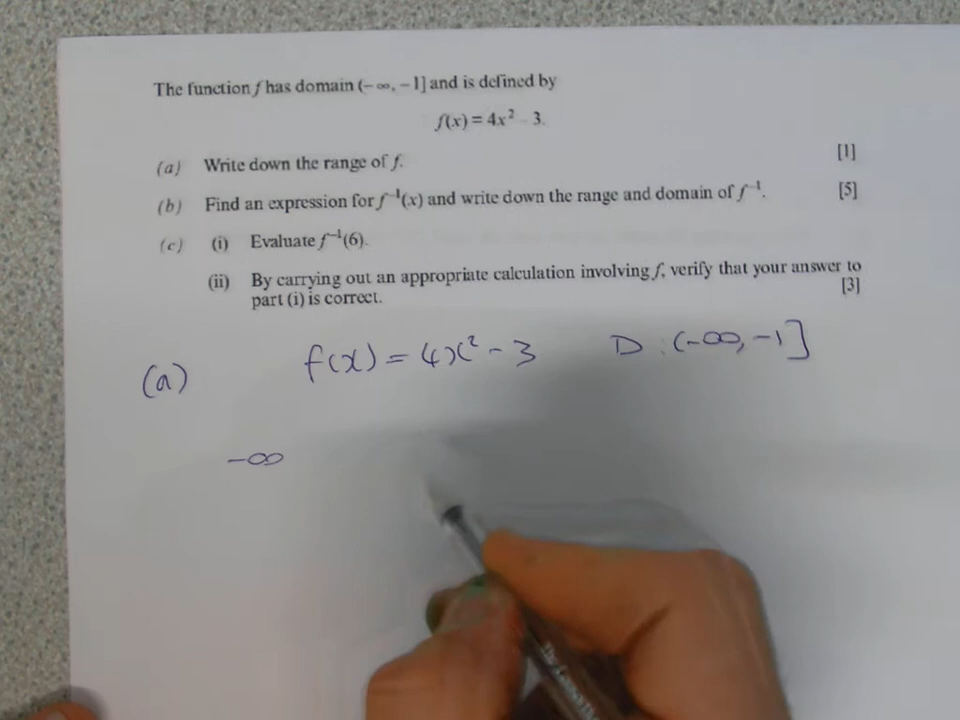 The function f has domain (-∞, -1] and is defined by
f(x) = 4x² - 3.
(a) Write down the range of f. [1]
(b) Find an expression for f⁻¹(x) and write down the range and domain of f⁻¹. [5]
(c) (i) Evaluate f⁻¹(6).
(ii) By carrying out an appropriate calculation involving f, verify that your answer to
part (i) is correct. [3]
(a) f(x) = 4x² - 3 D : (-∞, -1]
-∞